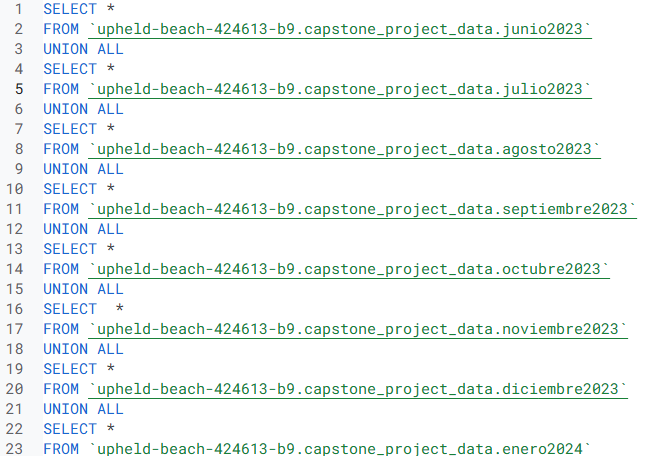 1 SELECT *
2 FROM `upheld-beach-424613-b9.capstone_project_data.junio2023`
3 UNION ALL
4 SELECT *
5 FROM `upheld-beach-424613-b9.capstone_project_data.julio2023`
6 UNION ALL
7 SELECT *
8 FROM `upheld-beach-424613-b9.capstone_project_data.agosto2023`
9 UNION ALL
10 SELECT *
11 FROM `upheld-beach-424613-b9.capstone_project_data.septiembre2023`
12 UNION ALL
13 SELECT *
14 FROM `upheld-beach-424613-b9.capstone_project_data.octubre2023`
15 UNION ALL
16 SELECT  *
17 FROM `upheld-beach-424613-b9.capstone_project_data.noviembre2023`
18 UNION ALL
19 SELECT *
20 FROM `upheld-beach-424613-b9.capstone_project_data.diciembre2023`
21 UNION ALL
22 SELECT *
23 FROM `upheld-beach-424613-b9.capstone_project_data.enero2024`